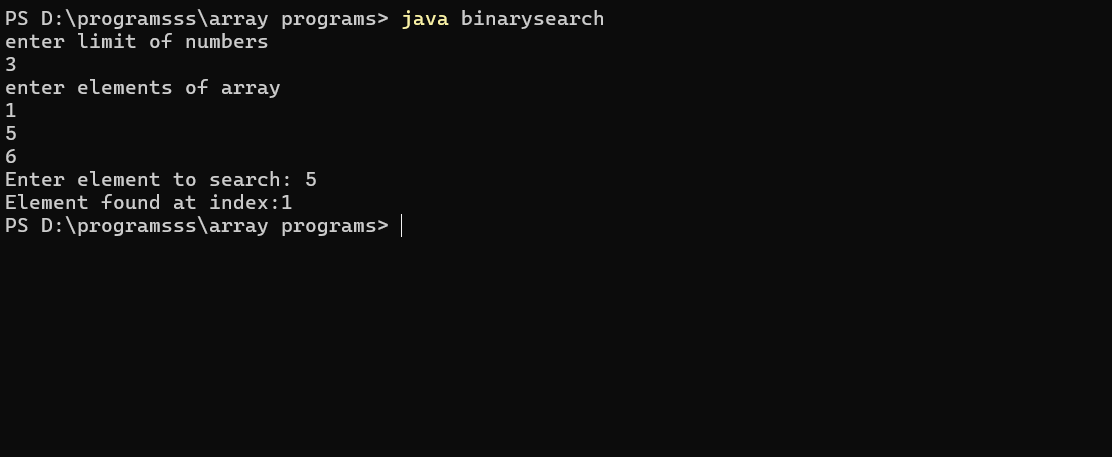 PS D:\programsss\array programs> java binarysearch
enter limit of numbers
3
enter elements of array
1
5
6
Enter element to search: 5
Element found at index:1
PS D:\programsss\array programs>